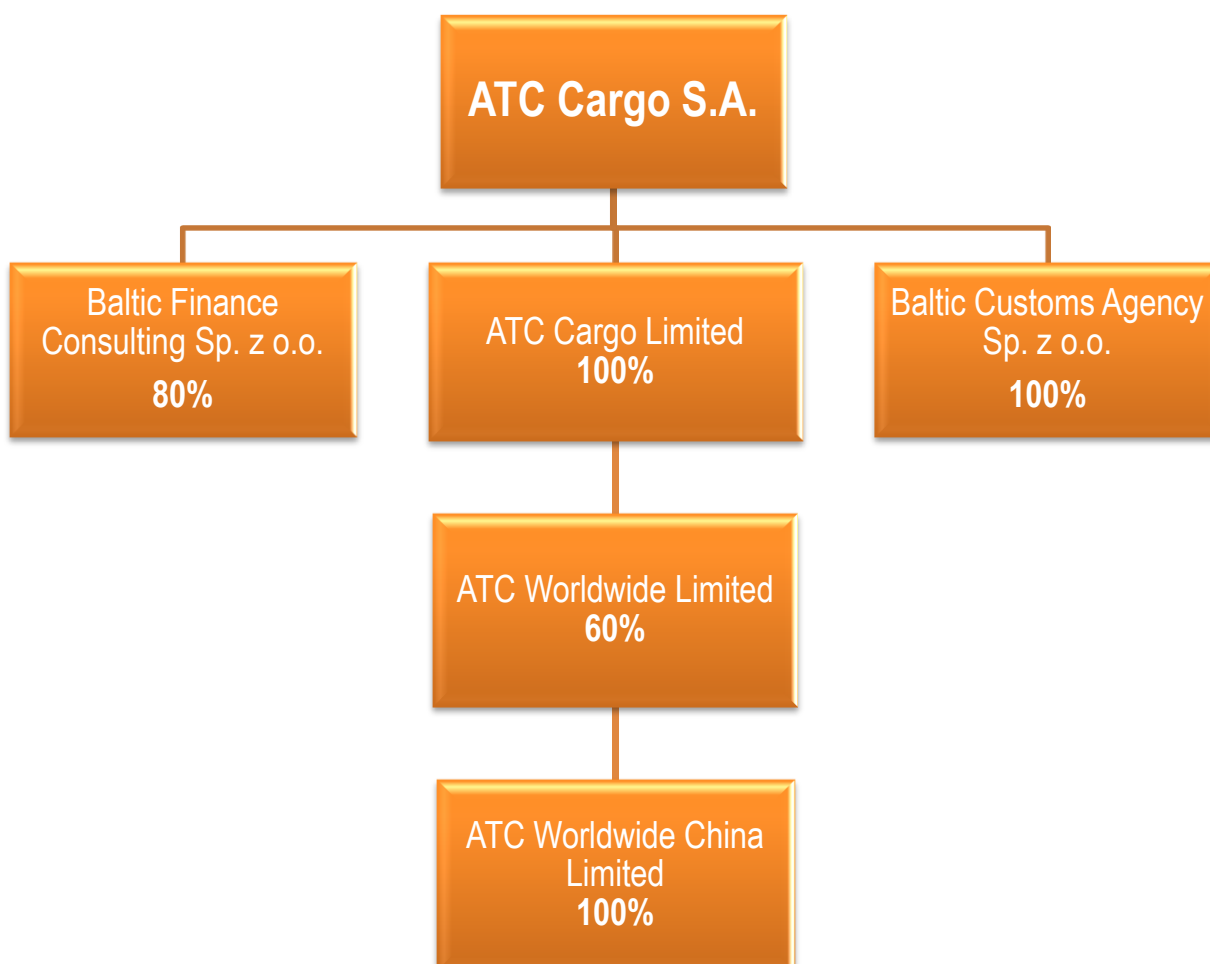 ATC Cargo S.A.
Baltic Finance
Consulting Sp. z o.o.
80%
ATC Cargo Limited
100%
Baltic Customs Agency
Sp. z o.o.
100%
ATC Worldwide Limited
60%
ATC Worldwide China
Limited
100%